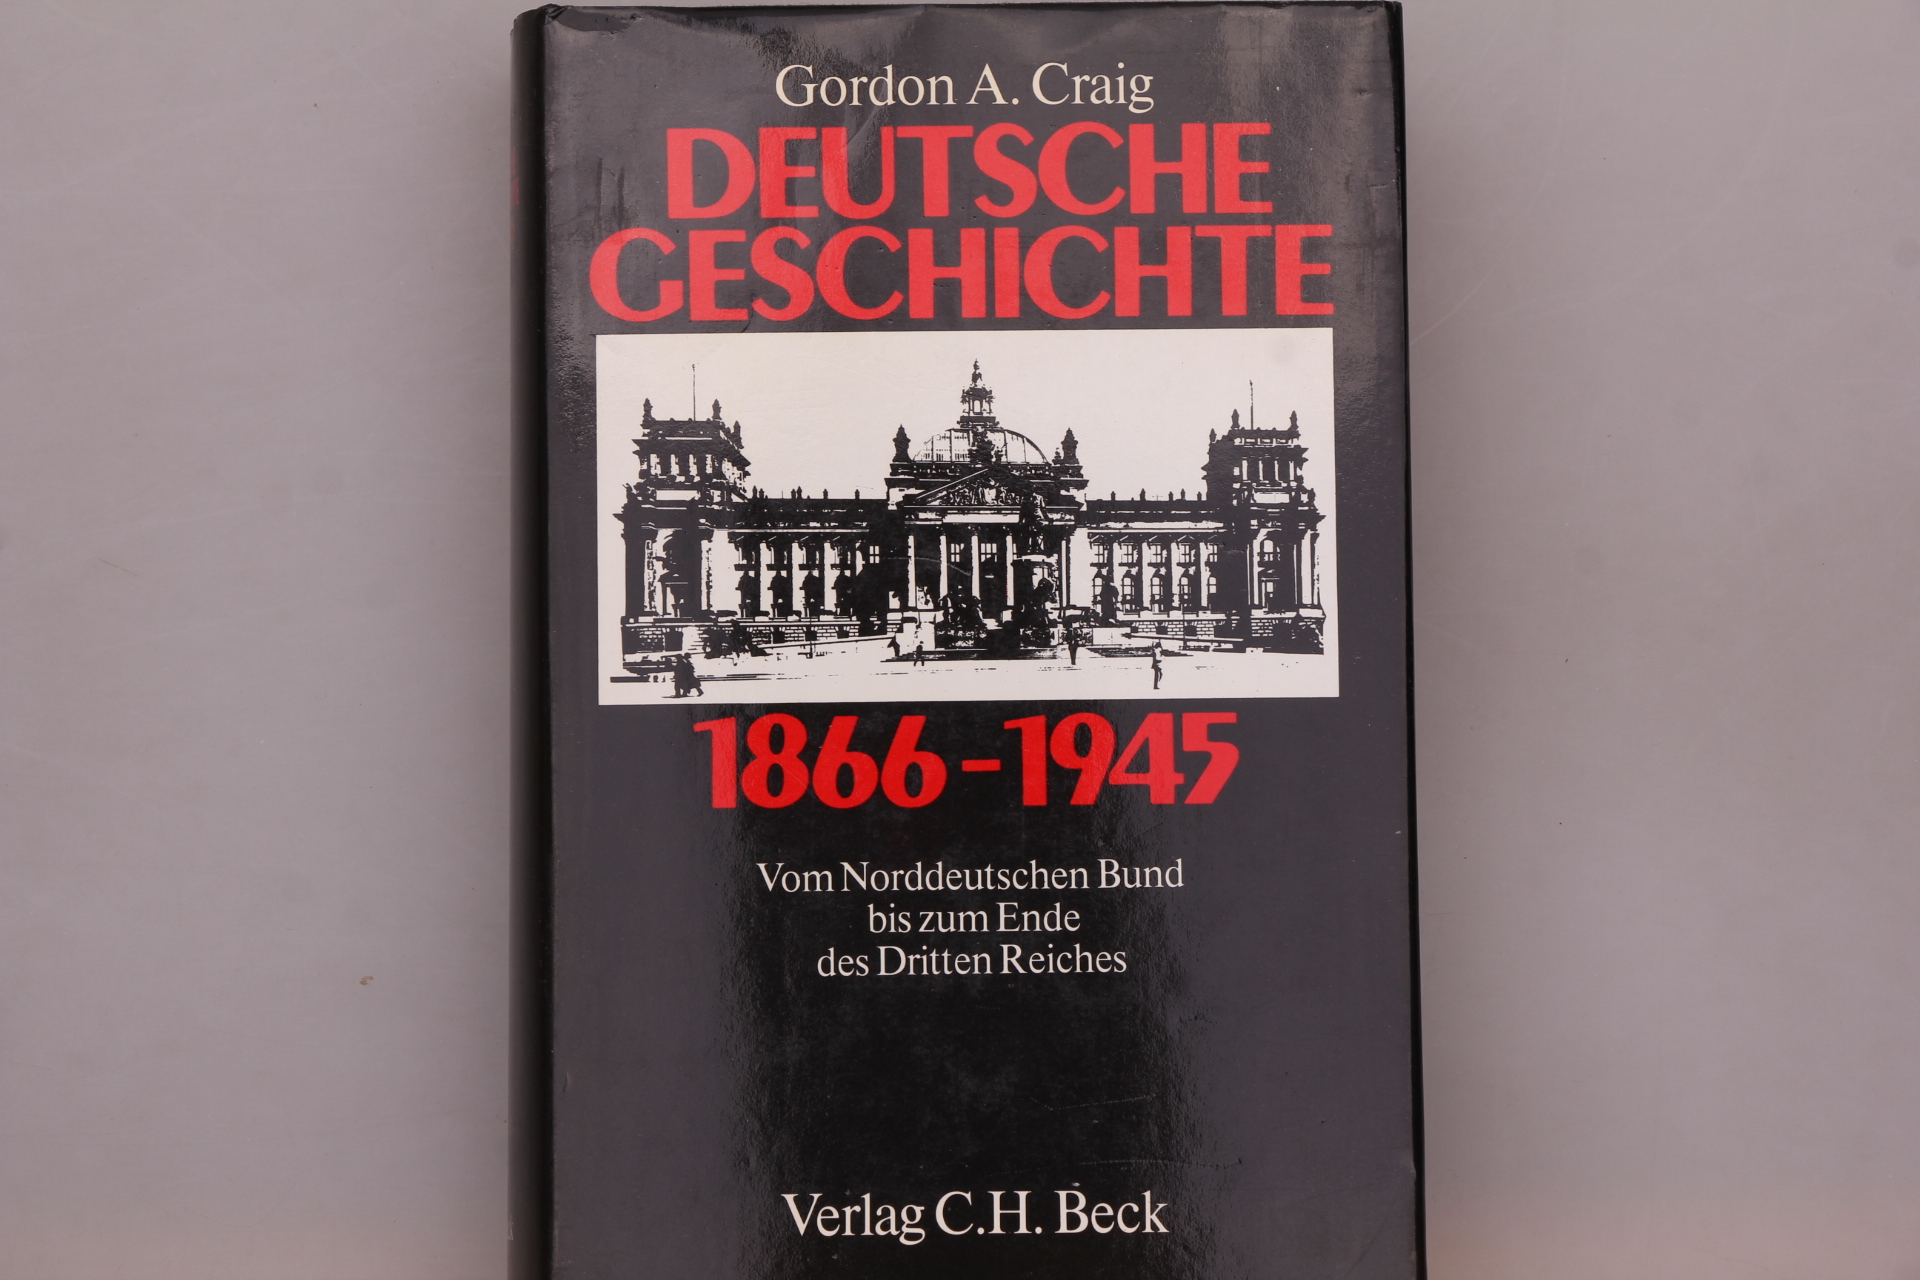 Gordon A. Craig
DEUTSCHE
GESCHICHTE
1866-1945
Vom Norddeutschen Bund
bis zum Ende
des Dritten Reiches
Verlag C.H. Beck